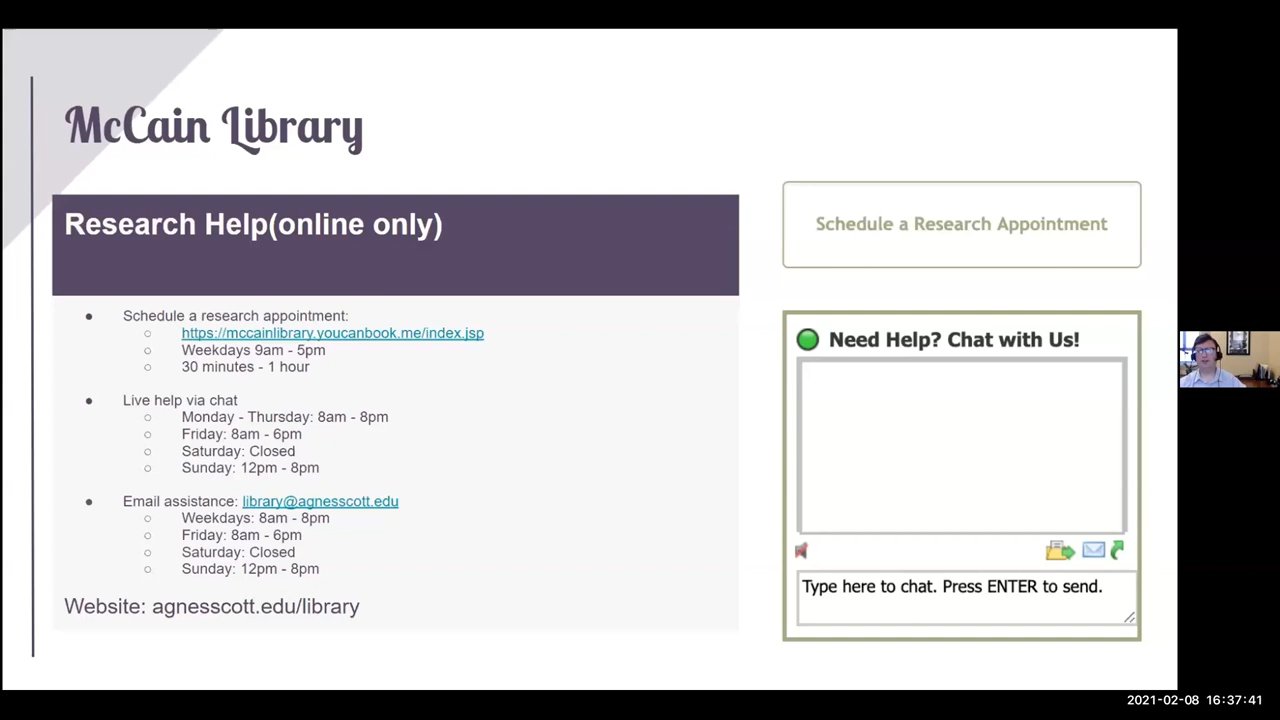 McCain Library
Research Help(online only)
Schedule a research appointment:
https://mccainlibrary.youcanbook.me/index.jsp
Weekdays 9am - 5pm
30 minutes - 1 hour
Live help via chat
Monday - Thursday: 8am - 8pm
Friday: 8am - 6pm
Saturday: Closed
Sunday: 12pm - 8pm
Email assistance: library@agnesscott.edu
Weekdays: 8am - 8pm
Friday: 8am - 6pm
Saturday: Closed
Sunday: 12pm - 8pm
Website: agnesscott.edu/library
Schedule a Research Appointment
Need Help? Chat with Us!
Type here to chat. Press ENTER to send.
2021-02-08 16:37:41